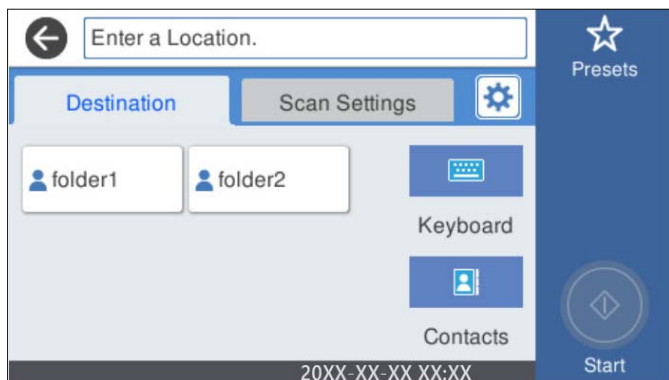 Enter a Location.
Presets
Destination
Scan Settings
folder1
folder2
Keyboard
Contacts
Start
20XX-XX-XX XX:XX